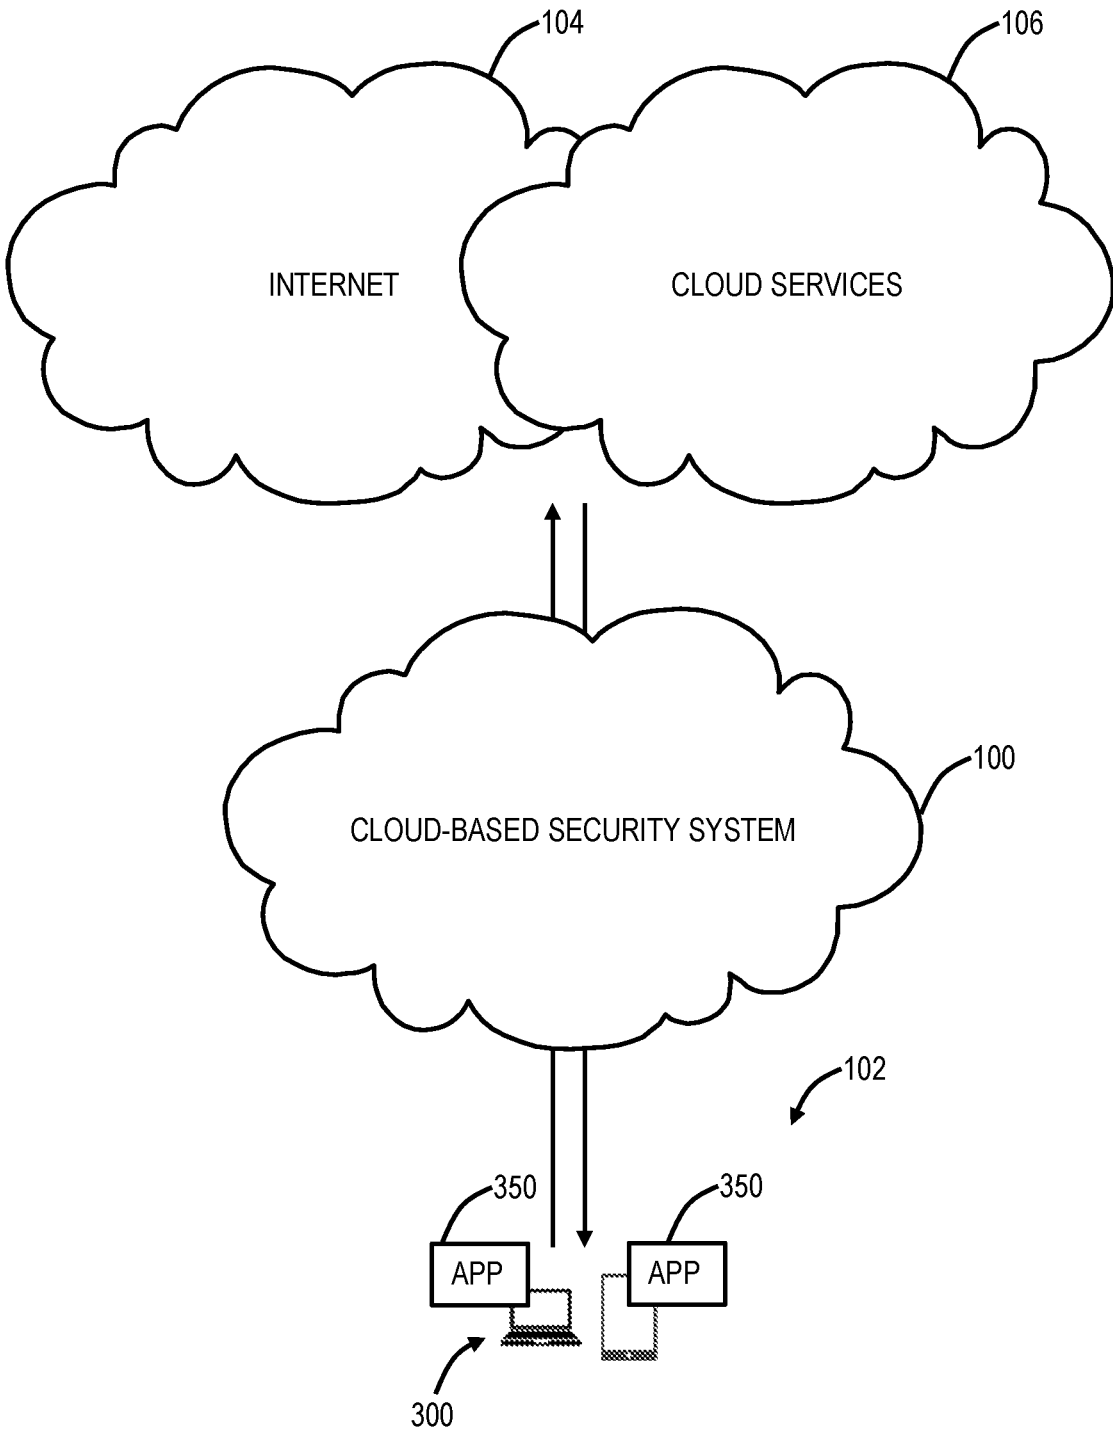 104
106
INTERNET
CLOUD SERVICES
100
CLOUD-BASED SECURITY SYSTEM
102
350
350
APP
APP
300